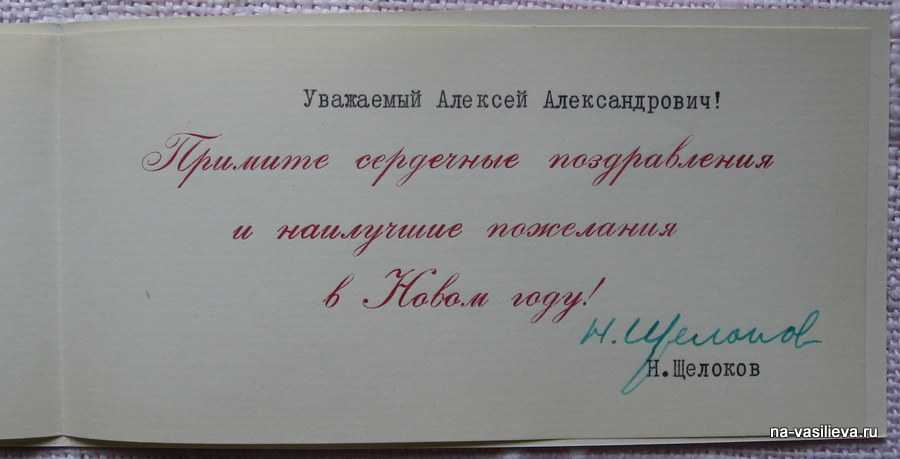 Уважаемый Алексей Александрович!
Примите сердечные поздравления
и наилучшие пожелания
в Новом году!
Н. Щелоков
Н.Щелоков
na-vasilieva.ru